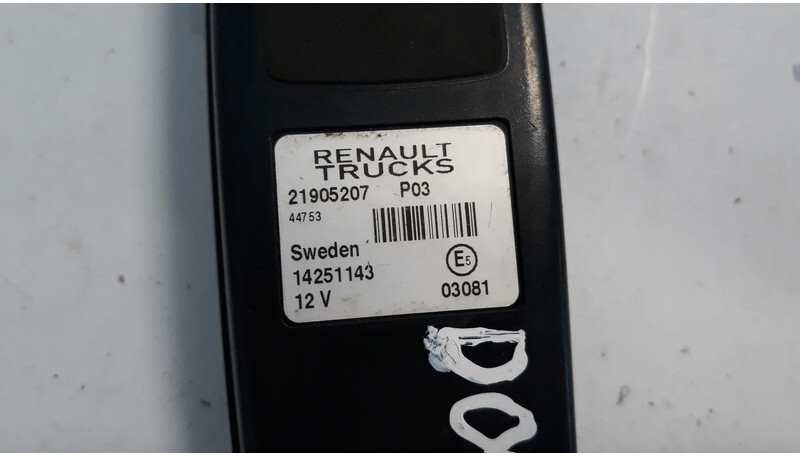 RENAULT
TRUCKS
21905207 P03
44753
Sweden
14251143 E5
12 V 03081